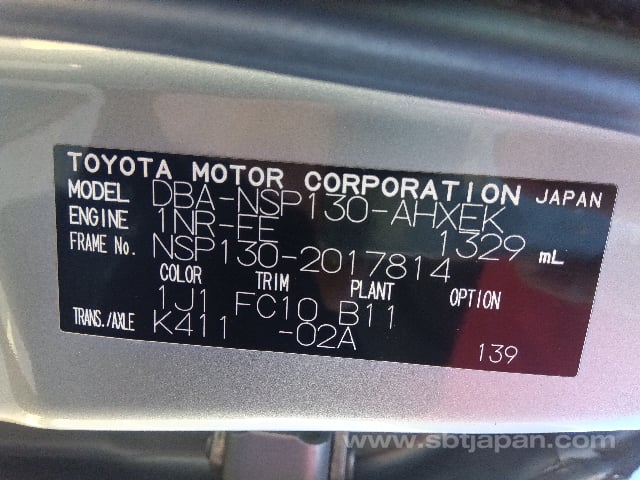 TOYOTA MOTOR CORPORATION JAPAN
MODEL DBA-NSP130-AHXEK
ENGINE 1NR-EE 1329 mL
FRAME No. NSP130-2017814
COLOR TRIM PLANT OPTION
1J1 FC10 B11
TRANS./AXLE K411 -02A
139
www.sbtjapan.com